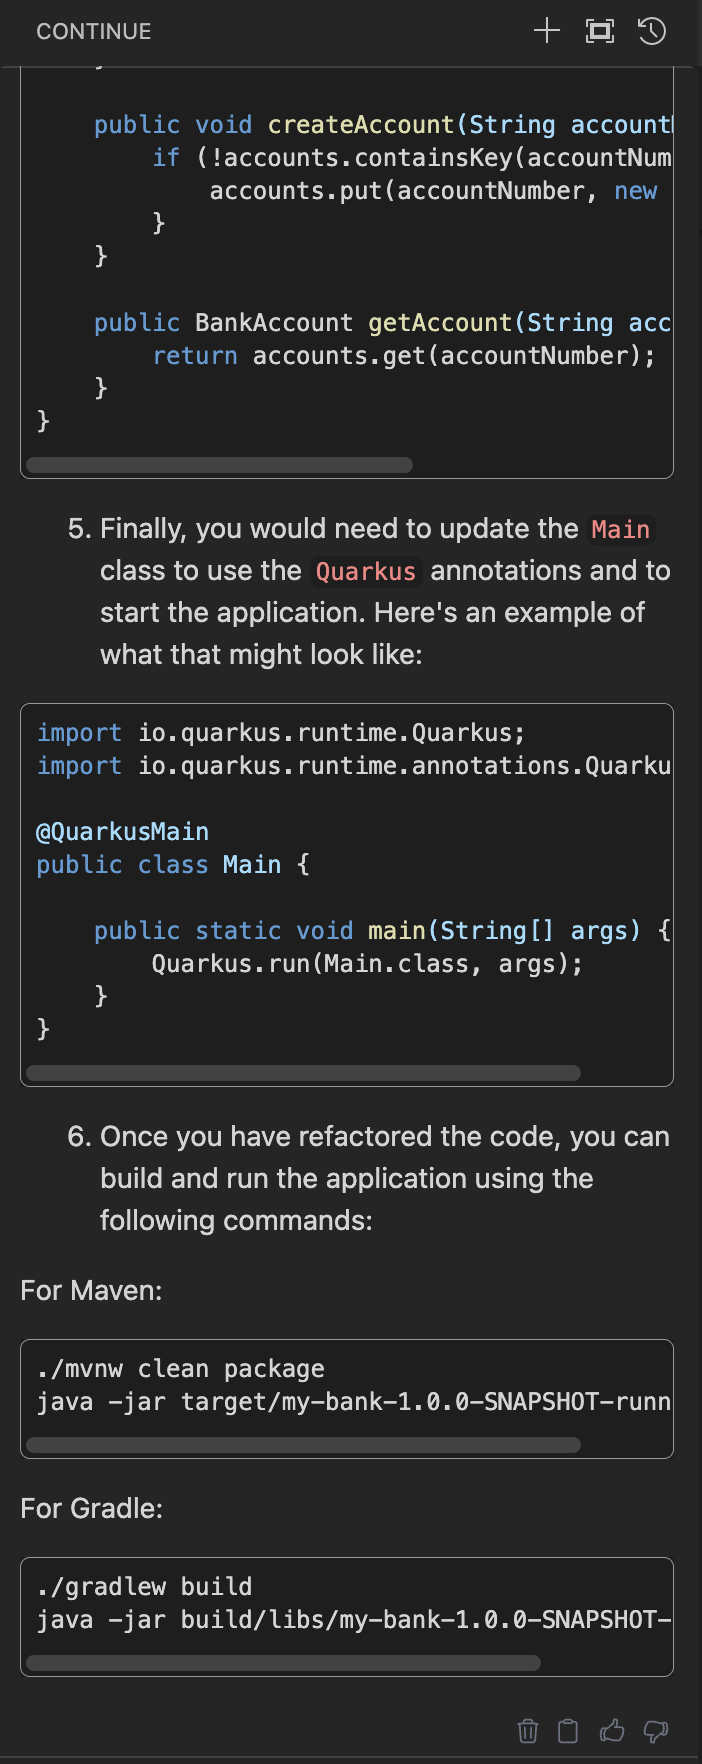 CONTINUE
}
public void createAccount(String account
if (!accounts.containsKey(accountNum
accounts.put(accountNumber, new
}
}
public BankAccount getAccount(String acc
return accounts.get(accountNumber);
}
}
5. Finally, you would need to update the Main
class to use the Quarkus annotations and to
start the application. Here's an example of
what that might look like:
import io.quarkus.runtime.Quarkus;
import io.quarkus.runtime.annotations.Quarku
@QuarkusMain
public class Main {
public static void main(String[] args) {
Quarkus.run(Main.class, args);
}
}
6. Once you have refactored the code, you can
build and run the application using the
following commands:
For Maven:
./mvnw clean package
java -jar target/my-bank-1.0.0-SNAPSHOT-runn
For Gradle:
./gradlew build
java -jar build/libs/my-bank-1.0.0-SNAPSHOT-